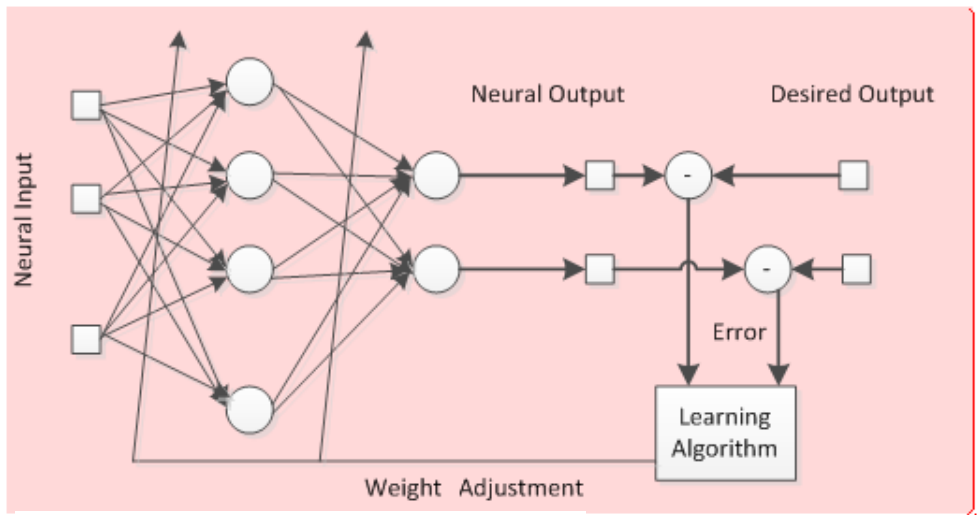 Neural Input
Neural Output
Desired Output
-
-
Error
Learning
Algorithm
Weight Adjustment